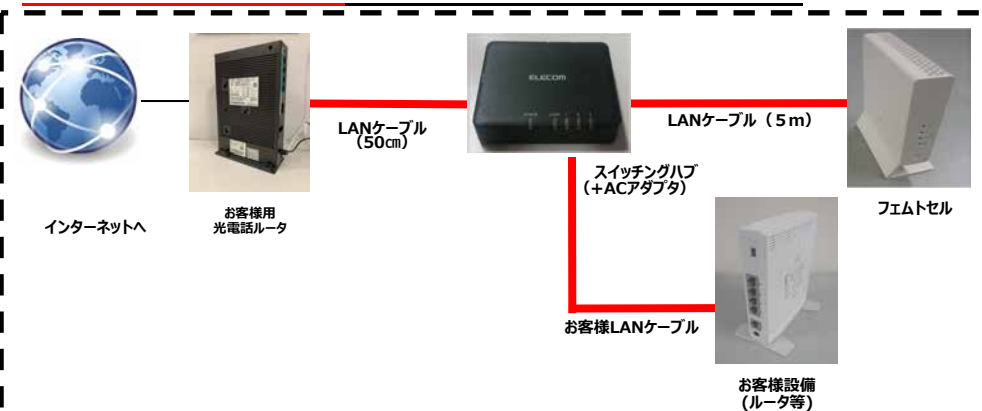 インターネットへ
お客様用
光電話ルータ
LANケーブル
（50㎝）
ELECOM
スイッチングハブ
（+ACアダプタ）
LANケーブル（５ｍ）
フェムトセル
お客様LANケーブル
お客様設備
(ルータ等)